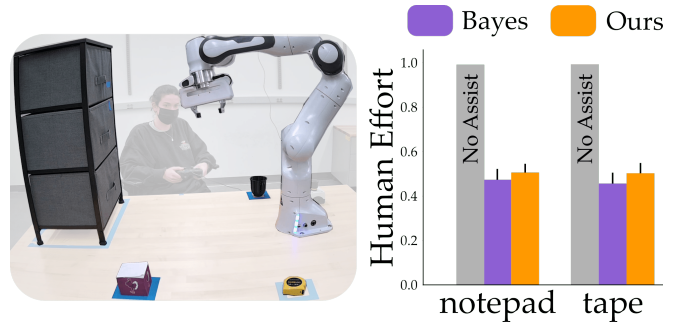 Bayes Ours
Human Effort
1.0
0.8
0.6
0.4
0.2
0.0
No Assist
No Assist
notepad tape